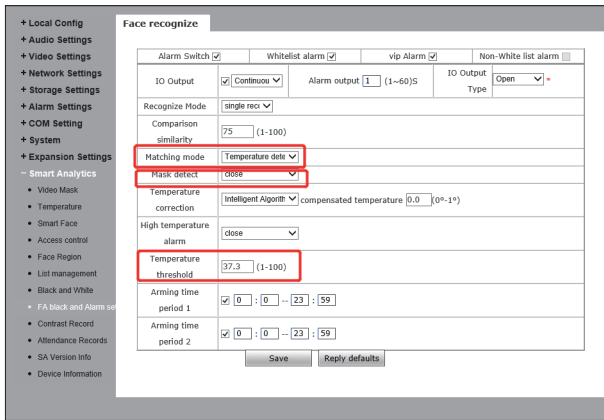 + Local Config
+ Audio Settings
+ Video Settings
+ Network Settings
+ Storage Settings
+ Alarm Settings
+ COM Setting
+ System
+ Expansion Settings
− Smart Analytics
• Video Mask
• Temperature
• Smart Face
• Access control
• Face Region
• List management
• Black and White
• FA black and Alarm set
• Contrast Record
• Attendance Records
• SA Version Info
• Device Information
Face recognize
Alarm Switch Whitelist alarm vip Alarm Non-White list alarm
IO Output Continuou Alarm output 1 (1~60)S IO Output Type Open *
Recognize Mode single reco
Comparison similarity 75 (1-100)
Matching mode Temperature dete
Mask detect close
Temperature correction Intelligent Algorith compensated temperature 0.0 (0°-1°)
High temperature alarm close
Temperature threshold 37.3 (1-100)
Arming time period 1 0 : 0 -- 23 : 59
Arming time period 2 0 : 0 -- 23 : 59
Save Reply defaults